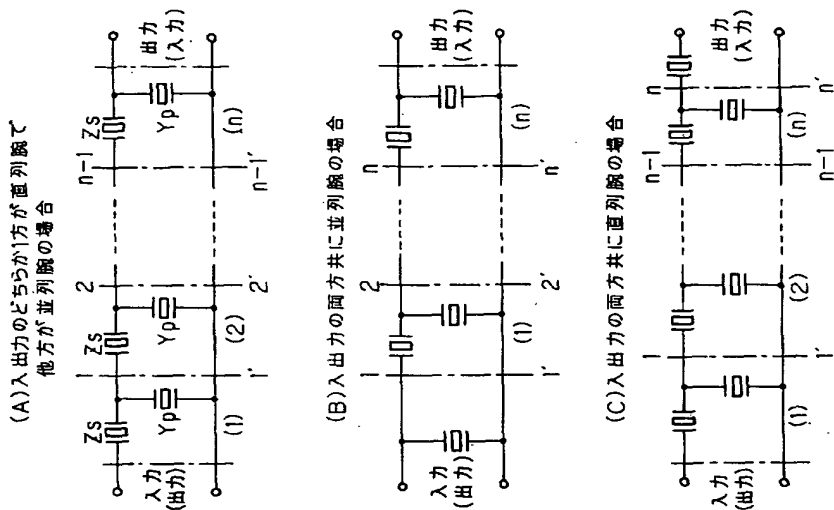 (A)入出力のどちらか1方が直列腕で
他方が並列腕の場合
入力
(出力)
Zs
Yp
(1)
1
1′
Zs
Yp
(2)
2
2′
n−1
n−1′
Zs
Yp
(n)
出力
(入力)
(B)入出力の両方共に並列腕の場合
入力
(出力)
1
1′
(1)
2
2′
n
n′
(n)
出力
(入力)
(C)入出力の両方共に直列腕の場合
入力
(出力)
(1)
1
1′
(2)
n−1
n−1′
(n)
n
n′
出力
(入力)